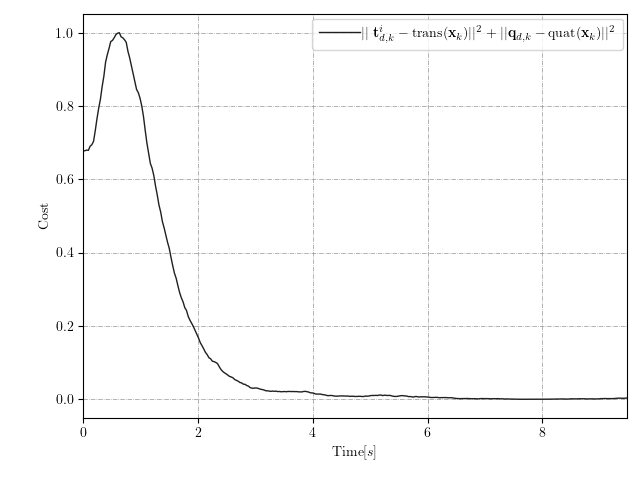 || t^i_{d,k} − trans(x_k)||² + ||q_{d,k} − quat(x_k)||²
1.0
0.8
0.6
0.4
0.2
0.0
Cost
0 2 4 6 8
Time[s]